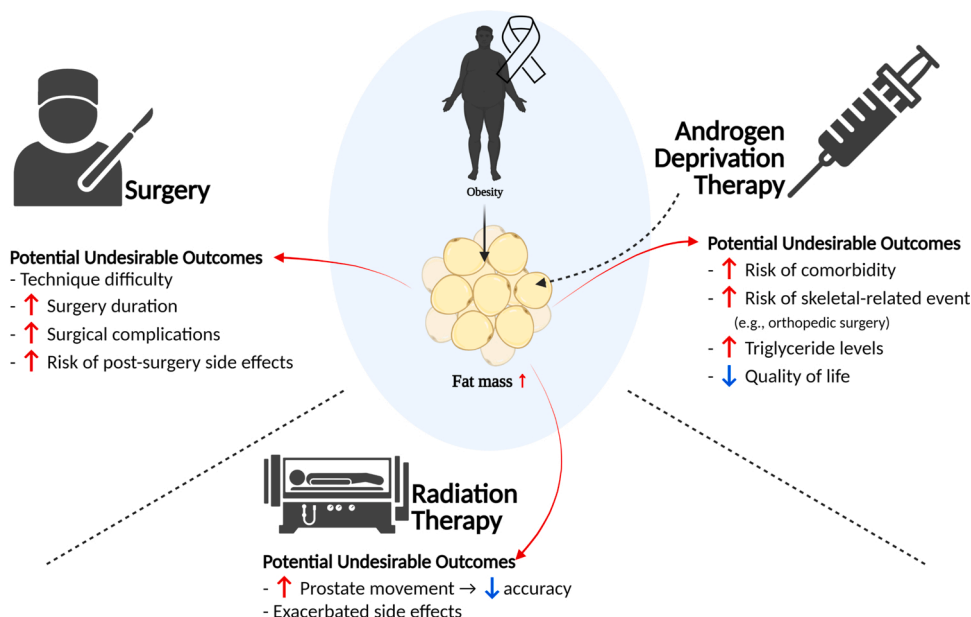 Obesity
Fat mass ↑
Surgery
Potential Undesirable Outcomes
- Technique difficulty
- ↑ Surgery duration
- ↑ Surgical complications
- ↑ Risk of post-surgery side effects
Androgen
Deprivation
Therapy
Potential Undesirable Outcomes
- ↑ Risk of comorbidity
- ↑ Risk of skeletal-related event
(e.g., orthopedic surgery)
- ↑ Triglyceride levels
- ↓ Quality of life
Radiation
Therapy
Potential Undesirable Outcomes
- ↑ Prostate movement → ↓ accuracy
- Exacerbated side effects